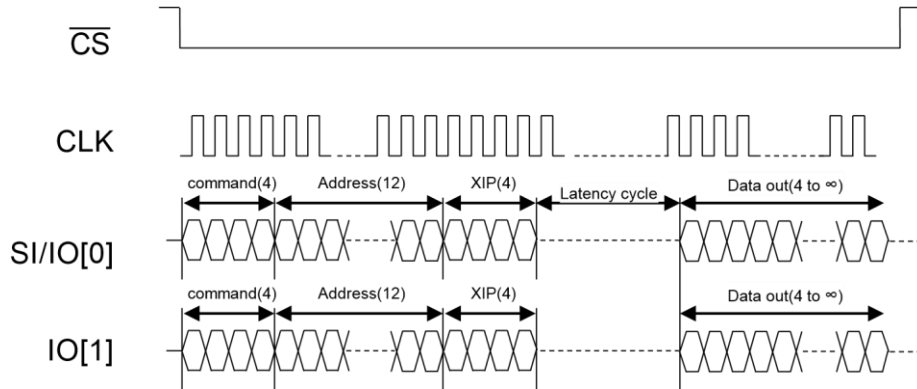 CS
CLK
command(4) Address(12) XIP(4) Latency cycle Data out(4 to ∞)
SI/IO[0]
command(4) Address(12) XIP(4) Data out(4 to ∞)
IO[1]